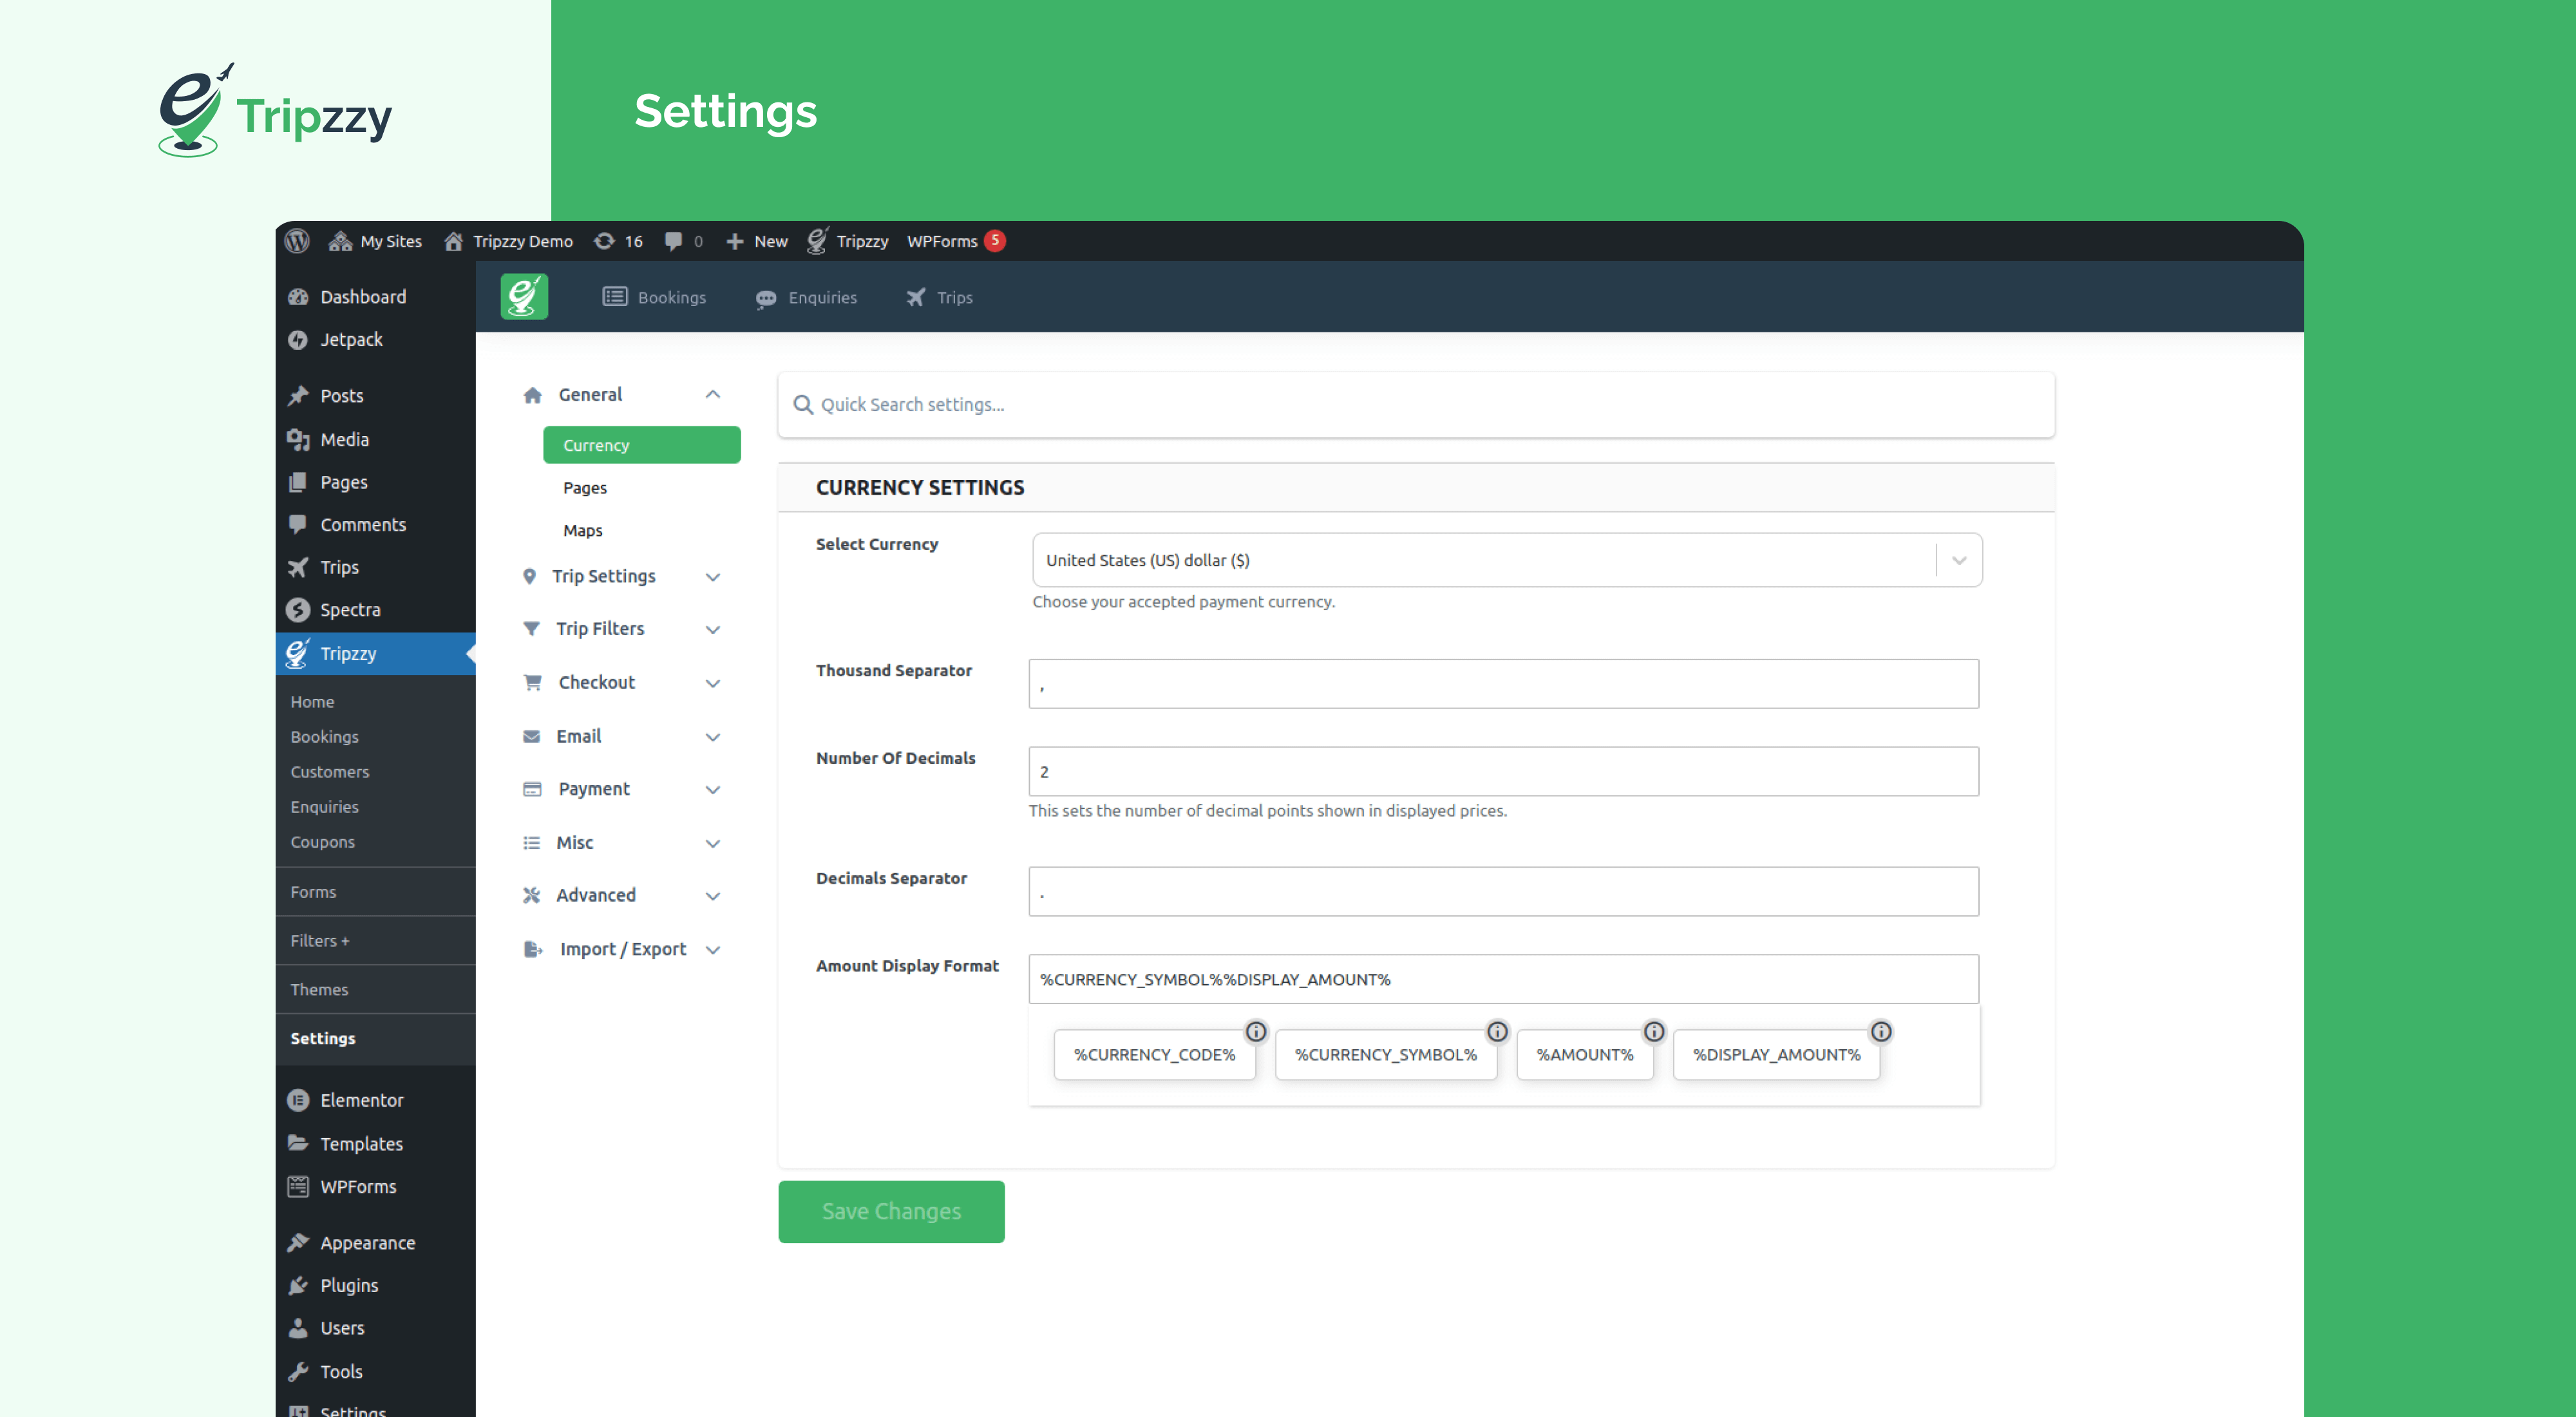 Tripzzy
Settings
My Sites
Tripzzy Demo
16
0
New
Tripzzy
WPForms
5
Dashboard
Jetpack
Posts
Media
Pages
Comments
Trips
Spectra
Tripzzy
Home
Bookings
Customers
Enquiries
Coupons
Forms
Filters +
Themes
Settings
Elementor
Templates
WPForms
Appearance
Plugins
Users
Tools
Settings
Bookings
Enquiries
Trips
General
Currency
Pages
Maps
Trip Settings
Trip Filters
Checkout
Email
Payment
Misc
Advanced
Import / Export
Quick Search settings...
CURRENCY SETTINGS
Select Currency
United States (US) dollar ($)
Choose your accepted payment currency.
Thousand Separator
,
Number Of Decimals
2
This sets the number of decimal points shown in displayed prices.
Decimals Separator
.
Amount Display Format
%CURRENCY_SYMBOL%%DISPLAY_AMOUNT%
%CURRENCY_CODE%
%CURRENCY_SYMBOL%
%AMOUNT%
%DISPLAY_AMOUNT%
Save Changes